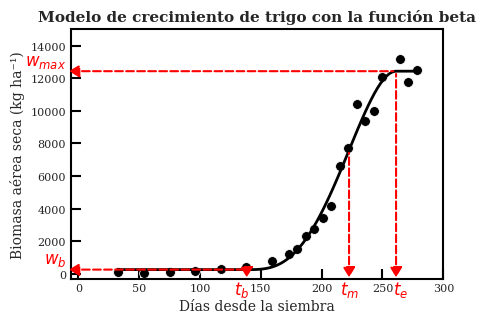 Modelo de crecimiento de trigo con la función beta
Biomasa aérea seca (kg ha⁻¹)
14000
12000
10000
8000
6000
4000
2000
0
w_max
w_b
0
50
100
150
200
250
300
t_b
t_m
t_e
Días desde la siembra